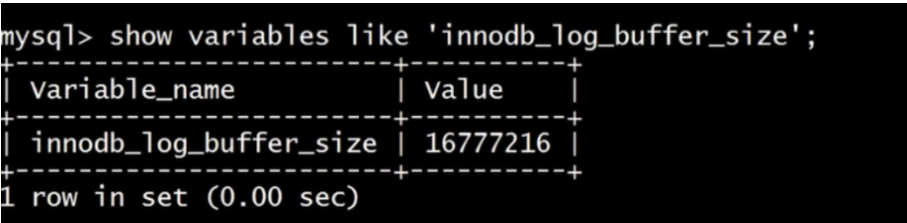 mysql> show variables like 'innodb_log_buffer_size';
+------------------------+----------+
| Variable_name          | Value    |
+------------------------+----------+
| innodb_log_buffer_size | 16777216 |
+------------------------+----------+
1 row in set (0.00 sec)